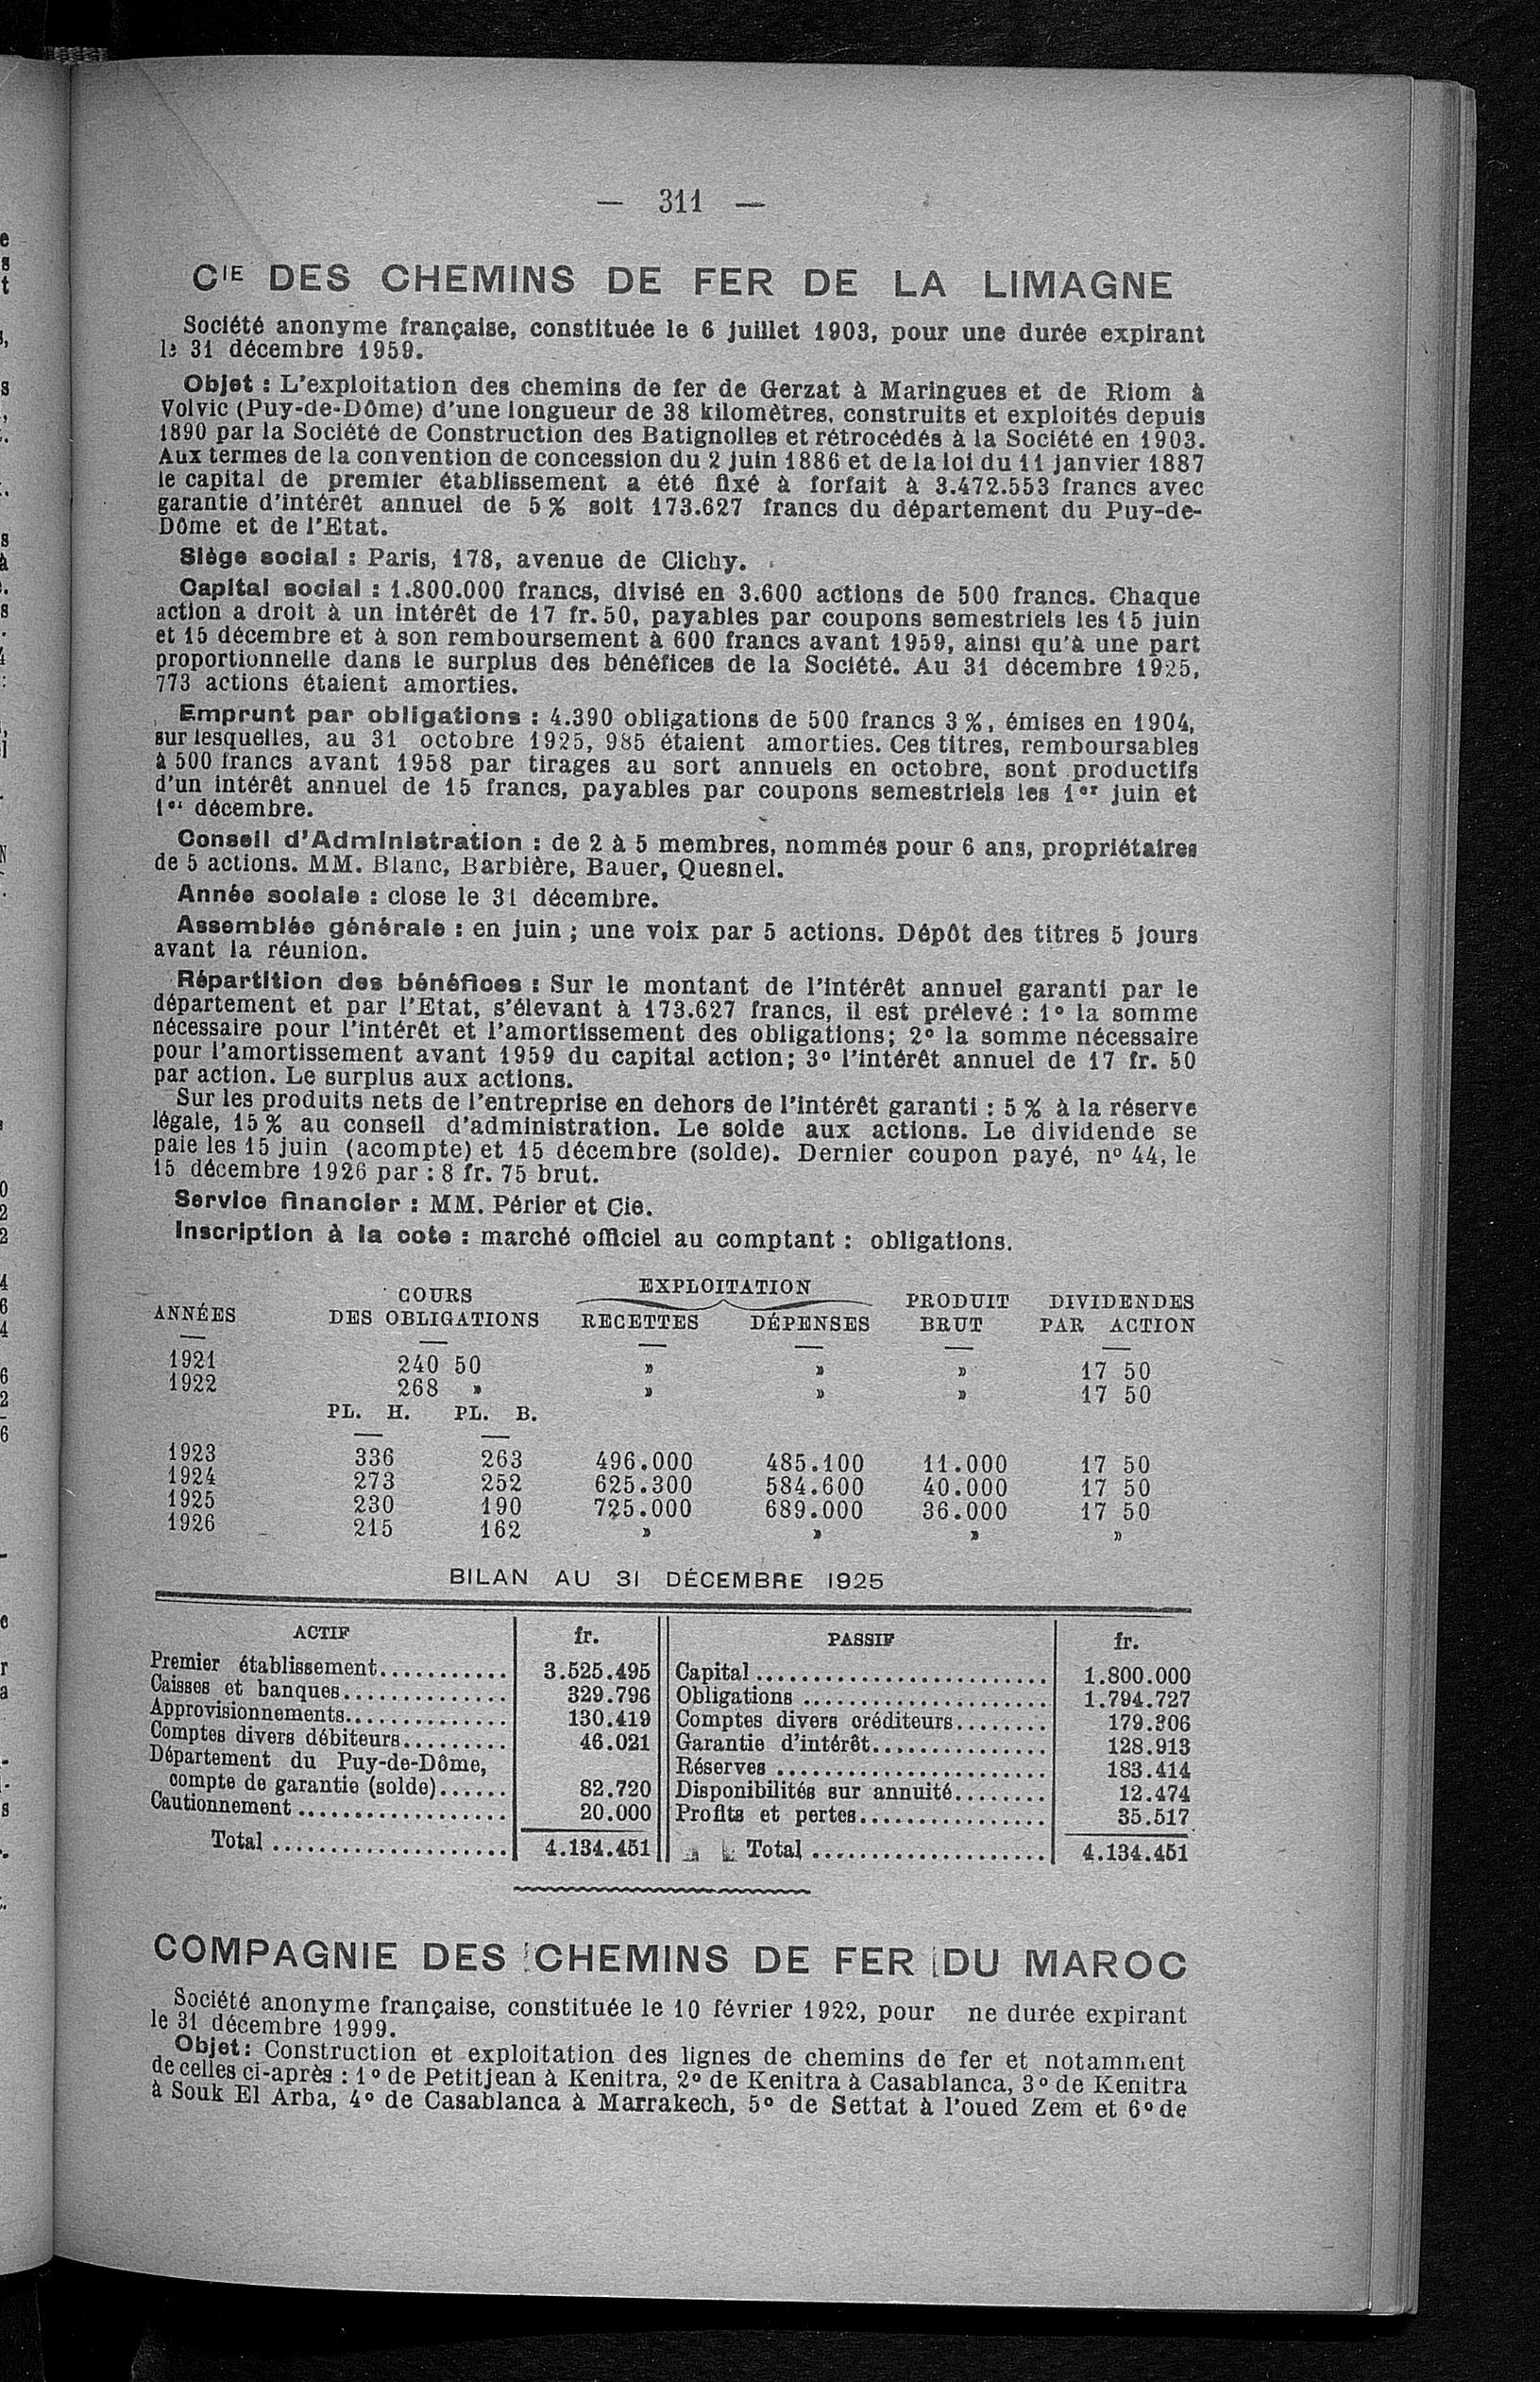 — 311 —
CIE DES CHEMINS DE FER DE LA LIMAGNE
Société anonyme française, constituée le 6 juillet 1903, pour une durée expirant
le 31 décembre 1959.
Objet : L'exploitation des chemins de fer de Gerzat à Maringues et de Riom à
Volvic (Puy-de-Dôme) d'une longueur de 38 kilomètres, construits et exploités depuis
1890 par la Société de Construction des Batignolles et rétrocédés à la Société en 1903.
Aux termes de la convention de concession du 2 juin 1886 et de la loi du 11 janvier 1887
le capital de premier établissement a été fixé à forfait à 3.472.553 francs avec
garantie d'intérêt annuel de 5 % soit 173.627 francs du département du Puy-de-
Dôme et de l'Etat.
Siège social : Paris, 178, avenue de Clichy.
Capital social : 1.800.000 francs, divisé en 3.600 actions de 500 francs. Chaque
action a droit à un intérêt de 17 fr. 50, payables par coupons semestriels les 15 juin
et 15 décembre et à son remboursement à 600 francs avant 1959, ainsi qu'à une part
proportionnelle dans le surplus des bénéfices de la Société. Au 31 décembre 1925,
773 actions étaient amorties.
Emprunt par obligations : 4.390 obligations de 500 francs 3 %, émises en 1904,
sur lesquelles, au 31 octobre 1925, 985 étaient amorties. Ces titres, remboursables
à 500 francs avant 1958 par tirages au sort annuels en octobre, sont productifs
d'un intérêt annuel de 15 francs, payables par coupons semestriels les 1er juin et
1er décembre.
Conseil d'Administration : de 2 à 5 membres, nommés pour 6 ans, propriétaires
de 5 actions. MM. Blanc, Barbière, Bauer, Quesnel.
Année sociale : close le 31 décembre.
Assemblée générale : en juin ; une voix par 5 actions. Dépôt des titres 5 jours
avant la réunion.
Répartition des bénéfices : Sur le montant de l'intérêt annuel garanti par le
département et par l'Etat, s'élevant à 173.627 francs, il est prélevé : 1° la somme
nécessaire pour l'intérêt et l'amortissement des obligations; 2° la somme nécessaire
pour l'amortissement avant 1959 du capital action; 3° l'intérêt annuel de 17 fr. 50
par action. Le surplus aux actions.
Sur les produits nets de l'entreprise en dehors de l'intérêt garanti : 5 % à la réserve
légale, 15 % au conseil d'administration. Le solde aux actions. Le dividende se
paie les 15 juin (acompte) et 15 décembre (solde). Dernier coupon payé, n° 44, le
15 décembre 1926 par : 8 fr. 75 brut.
Service financier : MM. Périer et Cie.
Inscription à la cote : marché officiel au comptant : obligations.
COURS EXPLOITATION PRODUIT DIVIDENDES
ANNÉES DES OBLIGATIONS RECETTES DÉPENSES BRUT PAR ACTION
1921 240 50 » » » 17 50
1922 268 » » » » 17 50
PL. H. PL. B.
1923 336 263 496.000 485.100 11.000 17 50
1924 273 252 625.300 584.600 40.000 17 50
1925 230 190 725.000 689.000 36.000 17 50
1926 215 162 » » » »
BILAN AU 31 DÉCEMBRE 1925
ACTIF fr. PASSIF fr.
Premier établissement........... 3.525.495 Capital.......................... 1.800.000
Caisses et banques............... 329.796 Obligations...................... 1.794.727
Approvisionnements............... 130.419 Comptes divers créditeurs........ 179.306
Comptes divers débiteurs......... 46.021 Garantie d'intérêt............... 128.913
Département du Puy-de-Dôme, Réserves........................ 183.414
compte de garantie (solde)...... 82.720 Disponibilités sur annuité........ 12.474
Cautionnement................... 20.000 Profits et pertes................. 35.517
Total..................... 4.134.451 Total..................... 4.134.451
COMPAGNIE DES CHEMINS DE FER DU MAROC
Société anonyme française, constituée le 10 février 1922, pour ne durée expirant
le 31 décembre 1999.
Objet : Construction et exploitation des lignes de chemins de fer et notamment
de celles ci-après : 1° de Petitjean à Kenitra, 2° de Kenitra à Casablanca, 3° de Kenitra
à Souk El Arba, 4° de Casablanca à Marrakech, 5° de Settat à l'oued Zem et 6° de